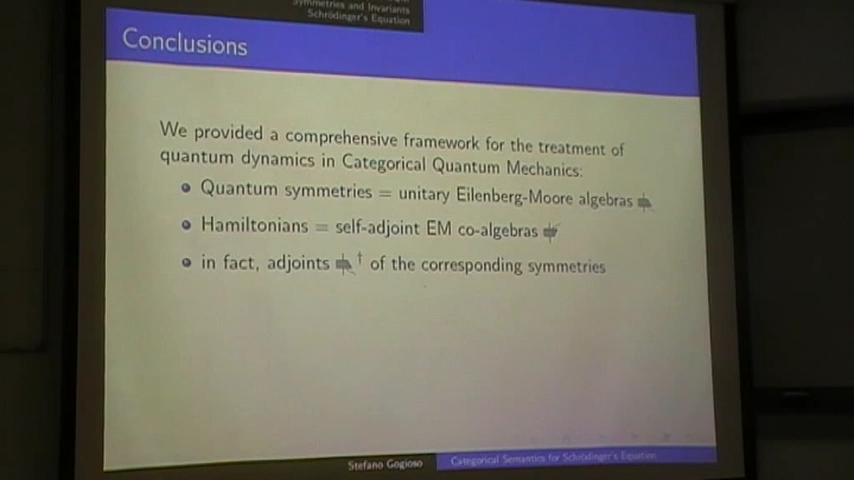 Symmetries and Invariants
Schrödinger's Equation
Conclusions
We provided a comprehensive framework for the treatment of
quantum dynamics in Categorical Quantum Mechanics:
Quantum symmetries = unitary Eilenberg-Moore algebras
Hamiltonians = self-adjoint EM co-algebras
in fact, adjoints † of the corresponding symmetries
Stefano Gogioso
Categorical Semantics for Schrödinger's Equation